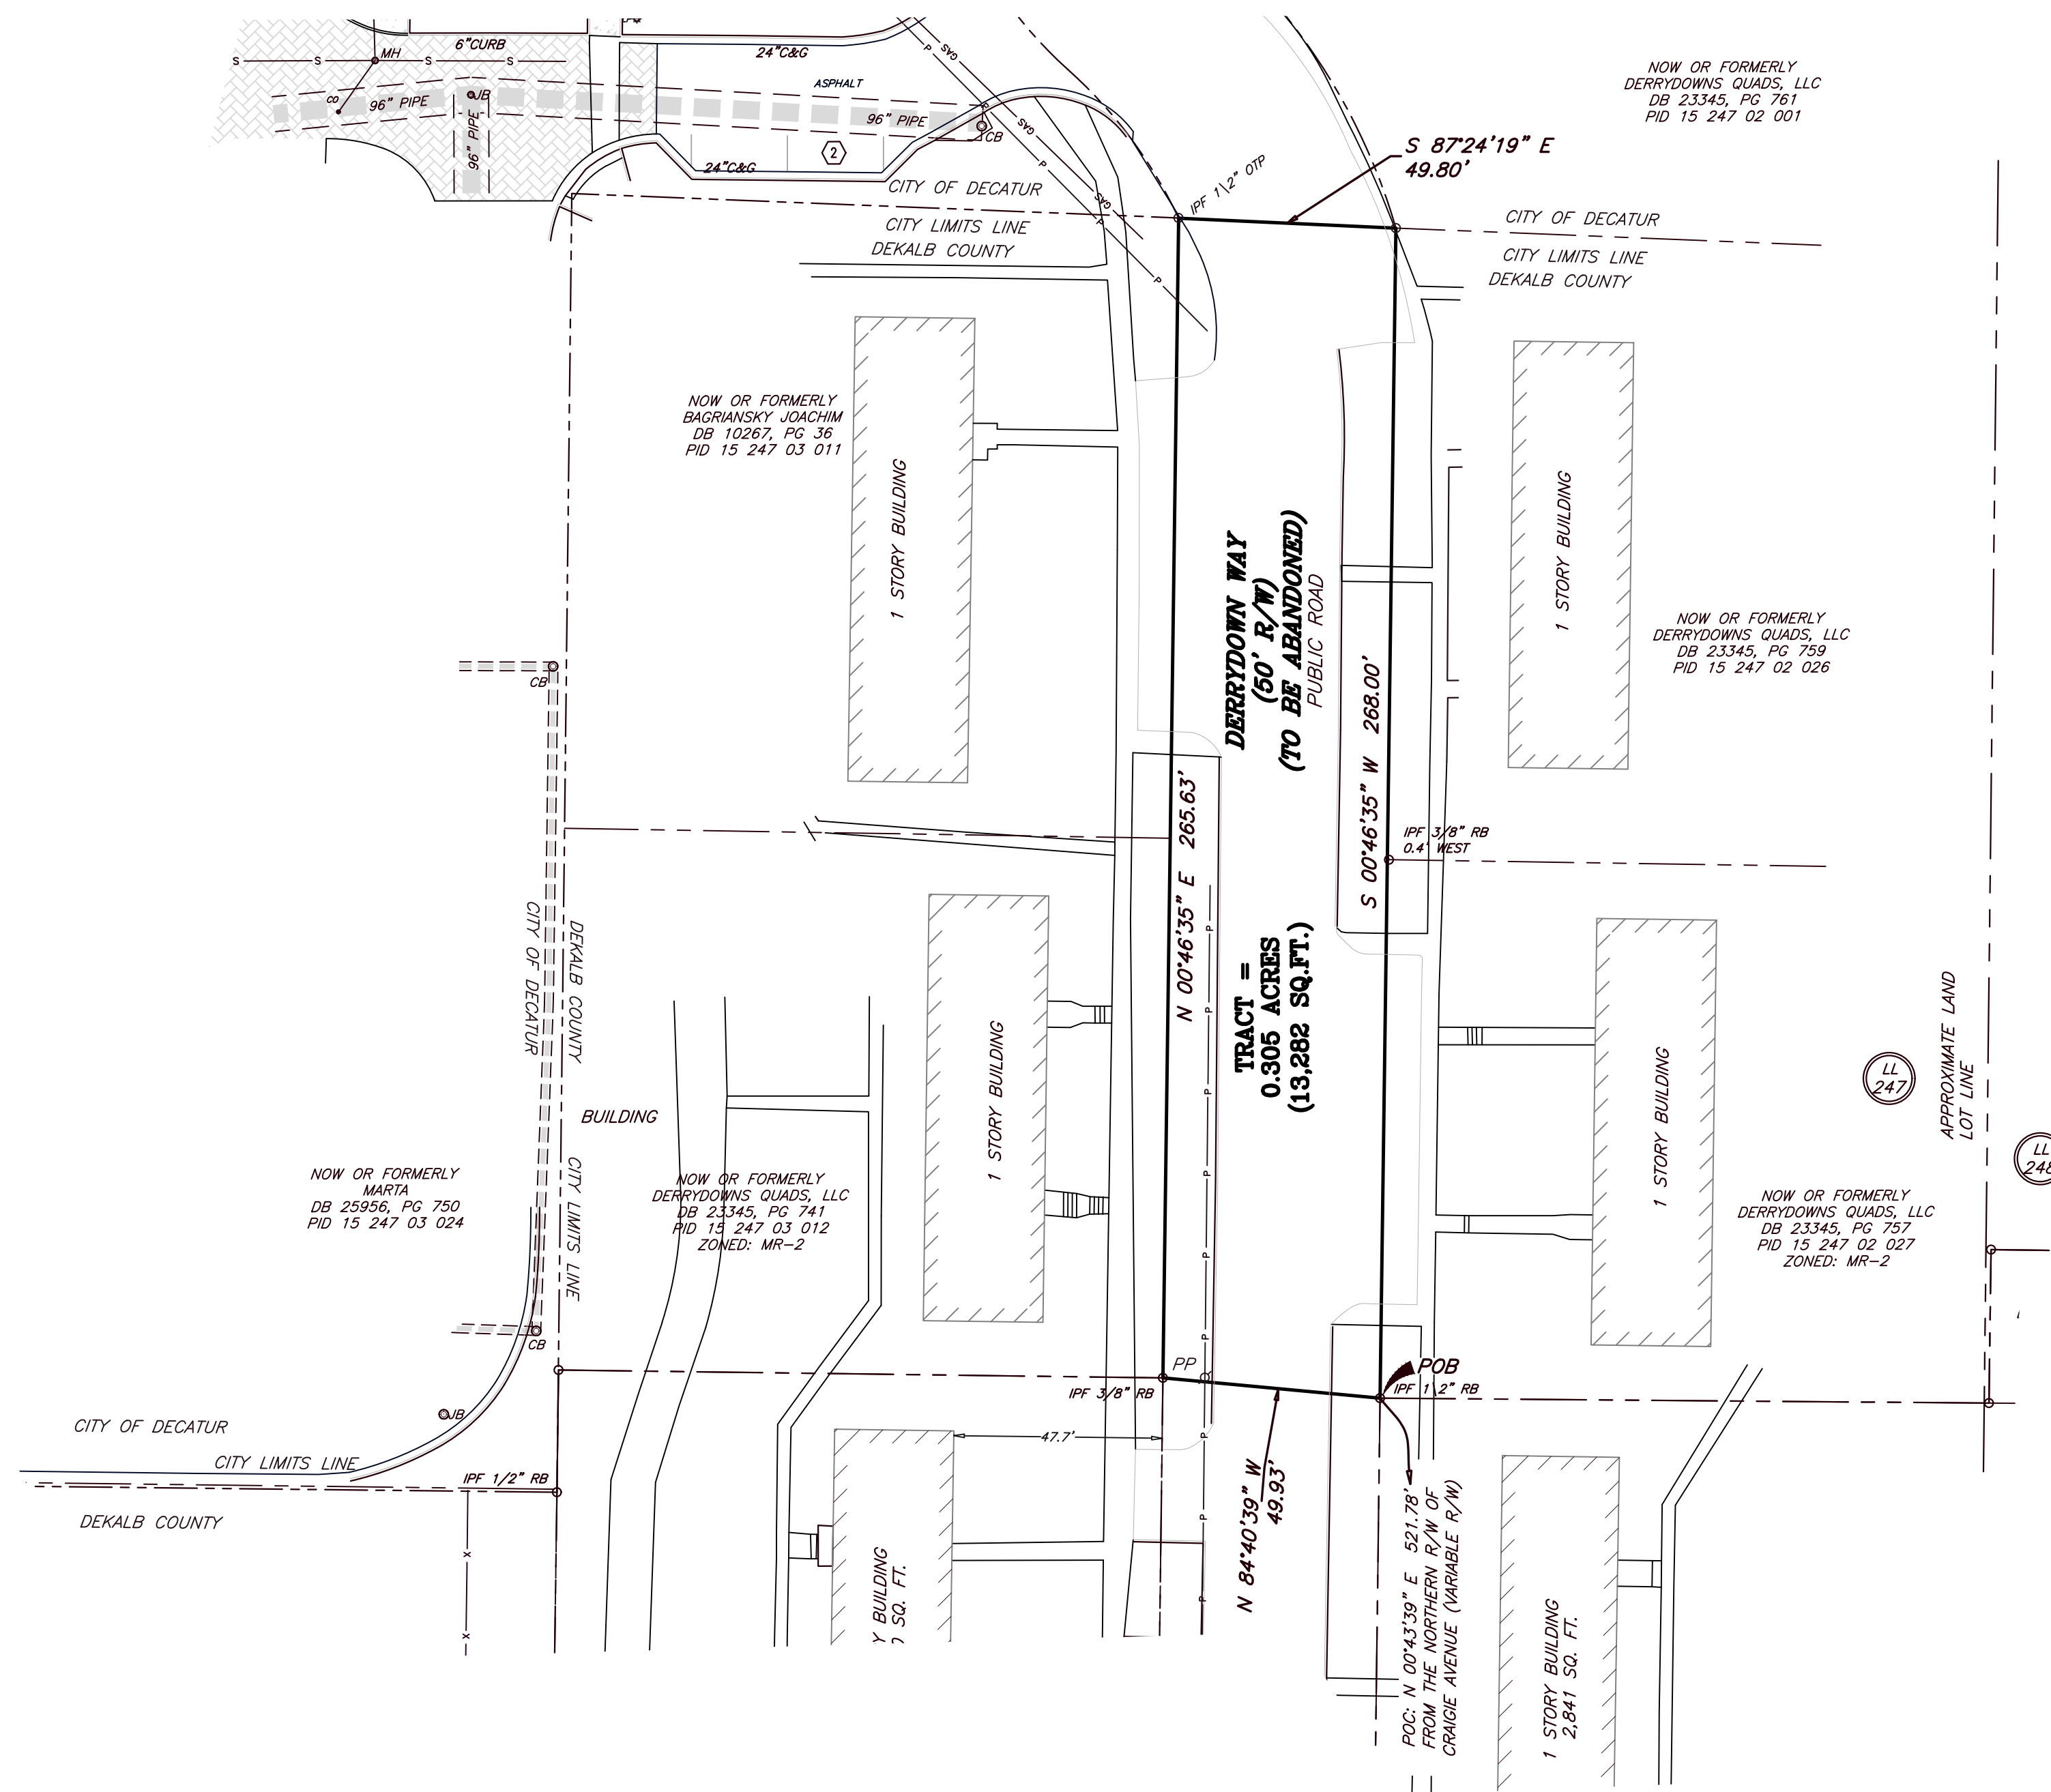 6"CURB
MH
S
S
S
S
CO
96" PIPE
JB
96" PIPE
24"C&G
ASPHALT
96" PIPE
CB
2
24"C&G
P
GAS
P
GAS
P
GAS
P
P
CITY OF DECATUR
CITY LIMITS LINE
DEKALB COUNTY
IPF 1\2" OTP
S 87°24'19" E
49.80'
NOW OR FORMERLY
DERRYDOWNS QUADS, LLC
DB 23345, PG 761
PID 15 247 02 001
CITY OF DECATUR
CITY LIMITS LINE
DEKALB COUNTY
NOW OR FORMERLY
BAGRIANSKY JOACHIM
DB 10267, PG 36
PID 15 247 03 011
1 STORY BUILDING
DERRYDOWN WAY
(50' R/W)
(TO BE ABANDONED)
PUBLIC ROAD
1 STORY BUILDING
NOW OR FORMERLY
DERRYDOWNS QUADS, LLC
DB 23345, PG 759
PID 15 247 02 026
CB
N 00°46'35" E 265.63'
S 00°46'35" W 268.00'
IPF 3/8" RB
0.4' WEST
TRACT =
0.305 ACRES
(13,282 SQ.FT.)
P
P
P
P
P
P
P
CITY OF DECATUR
DEKALB COUNTY
CITY LIMITS LINE
BUILDING
1 STORY BUILDING
1 STORY BUILDING
LL
247
APPROXIMATE LAND
LOT LINE
LL
248
NOW OR FORMERLY
MARTA
DB 25956, PG 750
PID 15 247 03 024
NOW OR FORMERLY
DERRYDOWNS QUADS, LLC
DB 23345, PG 741
PID 15 247 03 012
ZONED: MR-2
NOW OR FORMERLY
DERRYDOWNS QUADS, LLC
DB 23345, PG 757
PID 15 247 02 027
ZONED: MR-2
CB
JB
PP
IPF 3/8" RB
POB
IPF 1\2" RB
CITY OF DECATUR
CITY LIMITS LINE
IPF 1/2" RB
DEKALB COUNTY
X
X
47.7'
N 84°40'39" W
49.93'
POC: N 00°43'39" E 521.78'
FROM THE NORTHERN R/W OF
CRAIGIE AVENUE (VARIABLE R/W)
Y BUILDING
SQ. FT.
1 STORY BUILDING
2,841 SQ. FT.